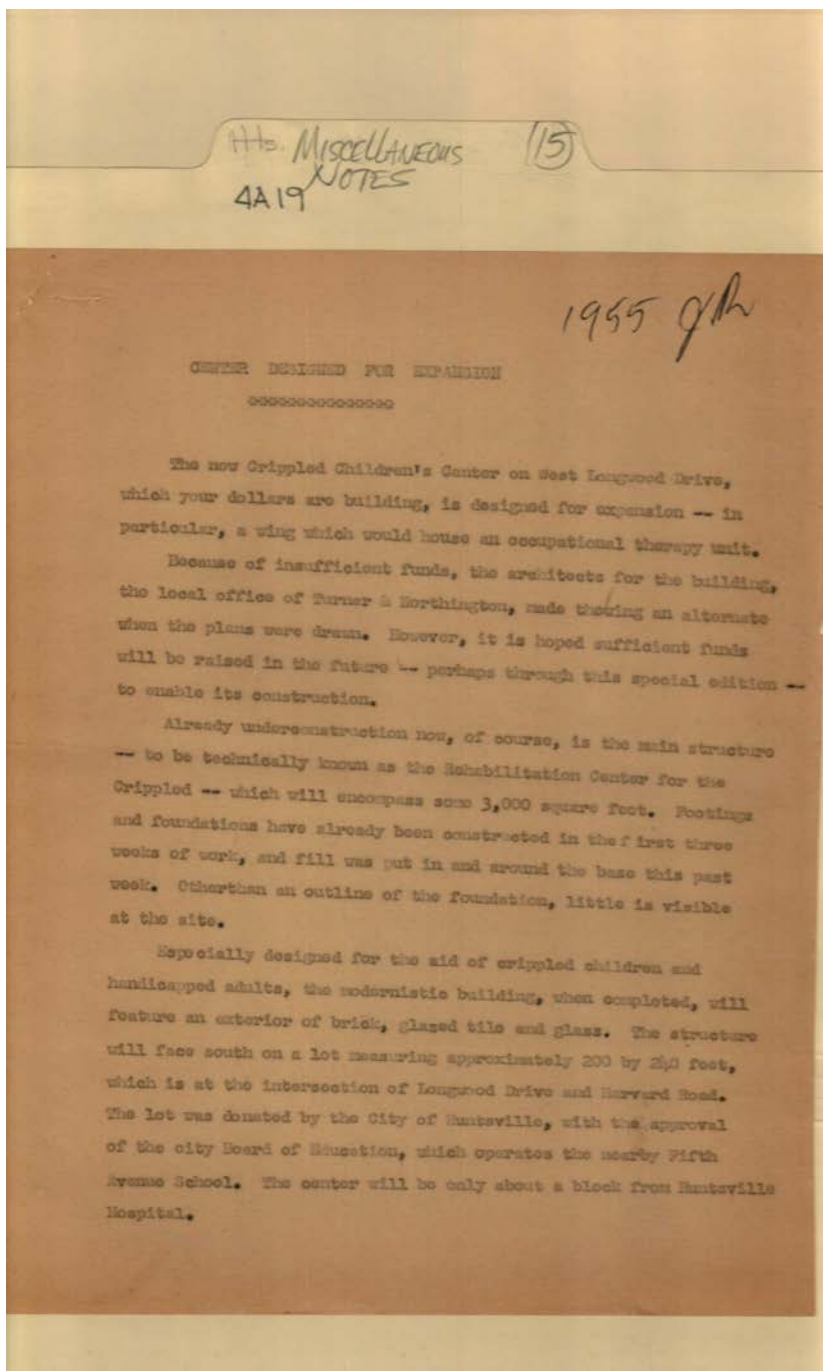 Hts. MISCELLANEOUS (15)
NOTES
4A19
1955
CENTER DESIGNED FOR EXPANSION
The new Crippled Children's Center on West Longwood Drive,
which your dollars are building, is designed for expansion -- in
particular, a wing which would house an occupational therapy unit.
Because of insufficient funds, the architects for the building,
the local office of Turner & Northington, made the wing an alternate
when the plans were drawn. However, it is hoped sufficient funds
will be raised in the future -- perhaps through this special edition --
to enable its construction.
Already underconstruction now, of course, is the main structure
-- to be technically known as the Rehabilitation Center for the
Crippled -- which will encompass some 3,000 square feet. Footings
and foundations have already been constructed in thef irst three
weeks of work, and fill was put in and around the base this past
week. Otherthan an outline of the foundation, little is visible
at the site.
Especially designed for the aid of crippled children and
handicapped adults, the modernistic building, when completed, will
feature an exterior of brick, glazed tile and glass. The structure
will face south on a lot measuring approximately 200 by 240 feet,
which is at the intersection of Longwood Drive and Harvard Road.
The lot was donated by the City of Huntsville, with the approval
of the city Board of Education, which operates the nearby Fifth
Avenue School. The center will be only about a block from Huntsville
Hospital.